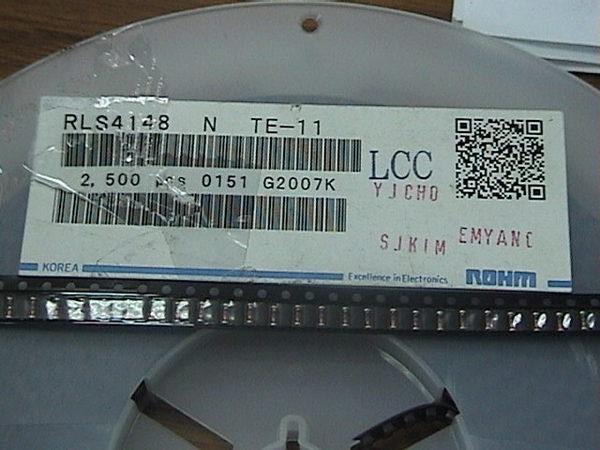 RLS4148 N TE-11
LCC
YJCHO
2,500 pcs 0151 G2007K
SJKIM EMYANG
KOREA
Excellence in Electronics
ROHM